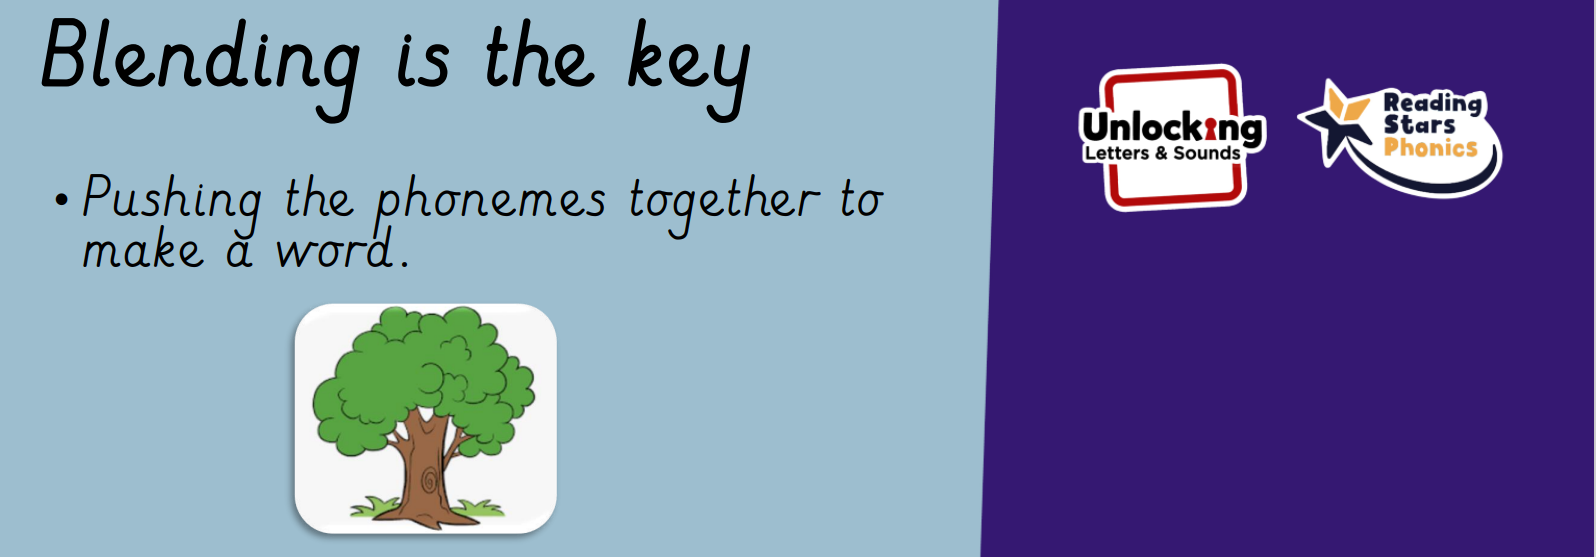 Blending is the key
• Pushing the phonemes together to
make a word.
Unlocking
Letters & Sounds
Reading
Stars
Phonics